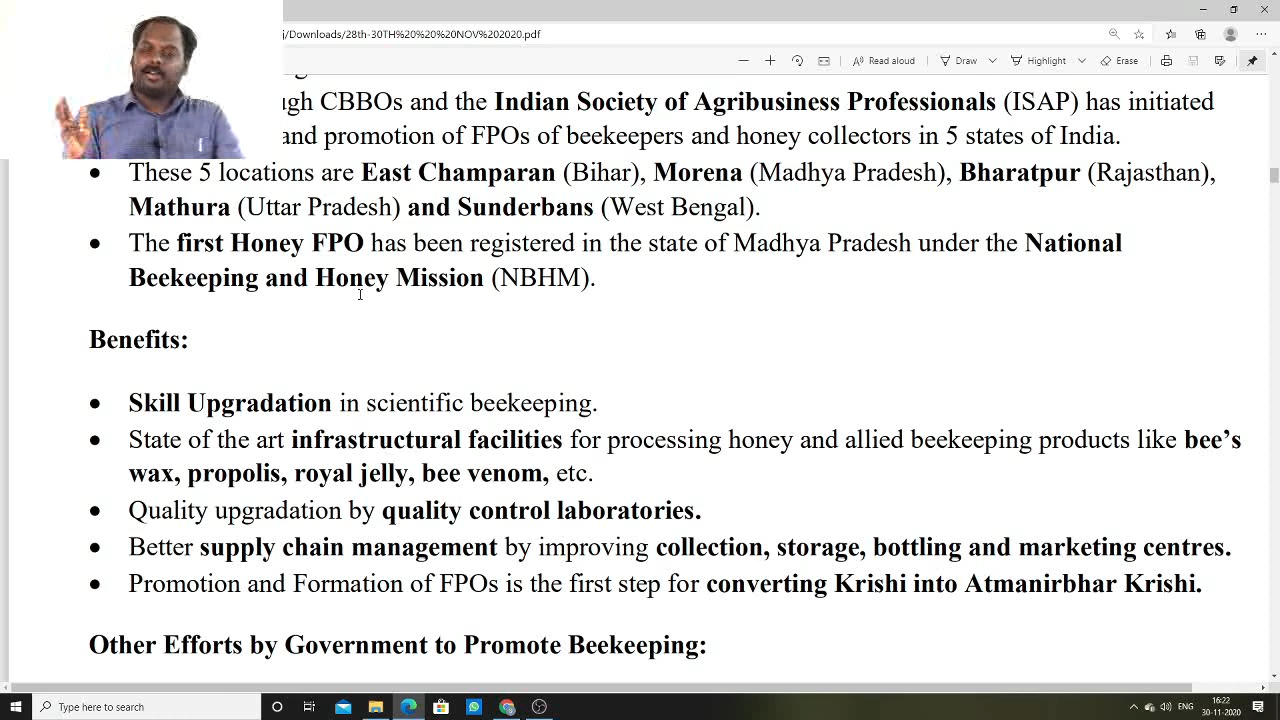 j/Downloads/28th-30TH%20%20%20NOV%202020.pdf
Read aloud Draw Highlight Erase
ugh CBBOs and the Indian Society of Agribusiness Professionals (ISAP) has initiated
and promotion of FPOs of beekeepers and honey collectors in 5 states of India.
• These 5 locations are East Champaran (Bihar), Morena (Madhya Pradesh), Bharatpur (Rajasthan),
Mathura (Uttar Pradesh) and Sunderbans (West Bengal).
• The first Honey FPO has been registered in the state of Madhya Pradesh under the National
Beekeeping and Honey Mission (NBHM).
Benefits:
• Skill Upgradation in scientific beekeeping.
• State of the art infrastructural facilities for processing honey and allied beekeeping products like bee’s
wax, propolis, royal jelly, bee venom, etc.
• Quality upgradation by quality control laboratories.
• Better supply chain management by improving collection, storage, bottling and marketing centres.
• Promotion and Formation of FPOs is the first step for converting Krishi into Atmanirbhar Krishi.
Other Efforts by Government to Promote Beekeeping:
Type here to search
ENG
16:22
30-11-2020